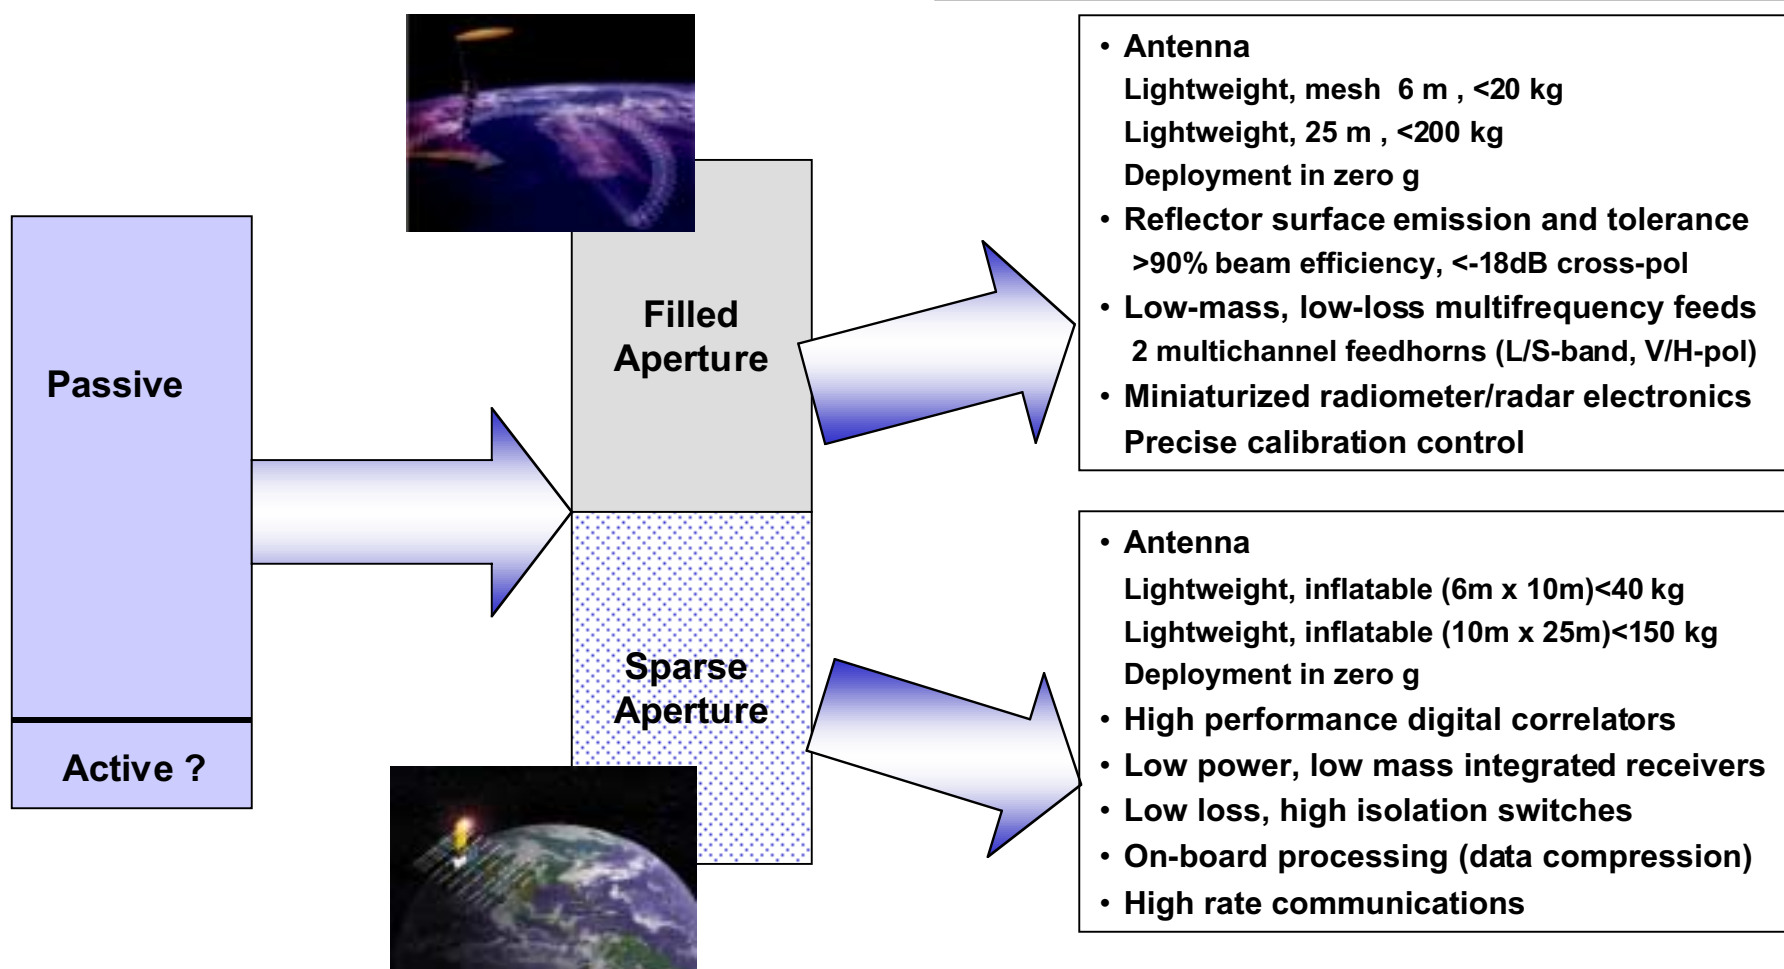 Passive
Active ?
Filled
Aperture
Sparse
Aperture
• Antenna
Lightweight, mesh 6 m , <20 kg
Lightweight, 25 m , <200 kg
Deployment in zero g
• Reflector surface emission and tolerance
>90% beam efficiency, <-18dB cross-pol
• Low-mass, low-loss multifrequency feeds
2 multichannel feedhorns (L/S-band, V/H-pol)
• Miniaturized radiometer/radar electronics
Precise calibration control
• Antenna
Lightweight, inflatable (6m x 10m)<40 kg
Lightweight, inflatable (10m x 25m)<150 kg
Deployment in zero g
• High performance digital correlators
• Low power, low mass integrated receivers
• Low loss, high isolation switches
• On-board processing (data compression)
• High rate communications